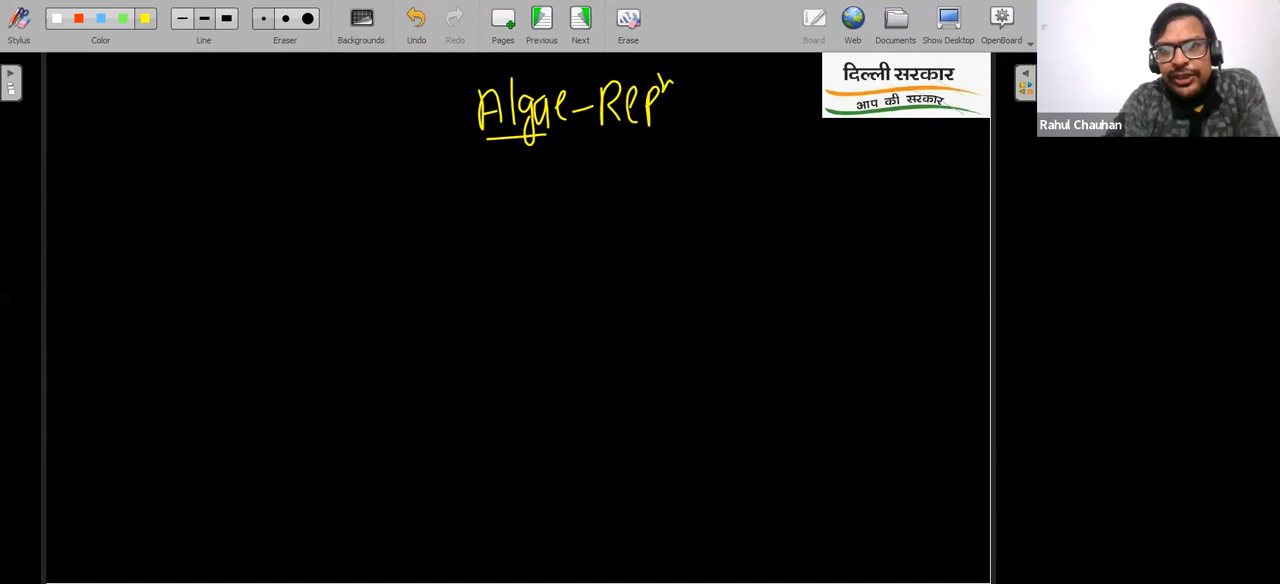 Stylus
Color
Line
Eraser
Backgrounds
Undo
Redo
Pages
Previous
Next
Erase
Board
Web
Documents
Show Desktop
OpenBoard
Algae - Repⁿ
दिल्ली सरकार
आप की सरकार
Rahul Chauhan